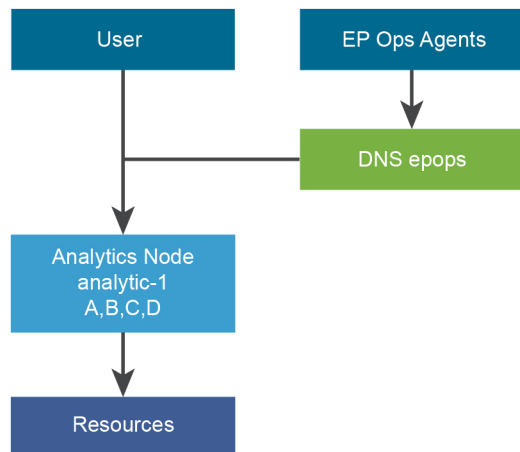 User
EP Ops Agents
DNS epops
Analytics Node
analytic-1
A,B,C,D
Resources